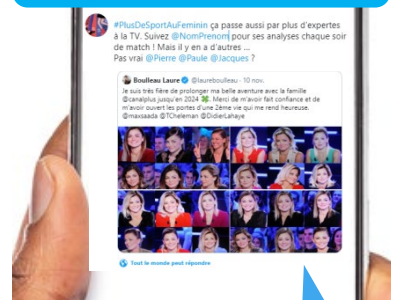 #PlusDeSportAuFeminin ça passe aussi par plus d'expertes
à la TV. Suivez @NomPrenom pour ses analyses chaque soir
de match ! Mais il y en a d'autres ...
Pas vrai @Pierre @Paule @Jacques ?
Boulleau Laure @laureboulleau · 10 nov.
Je suis très fière de prolonger ma belle aventure avec la famille
@canalplus jusqu'en 2024 🍀. Merci de m'avoir fait confiance et de
m'avoir ouvert les portes d'une 2ème vie qui me rend heureuse.
@maxsaada @TCheleman @DidierLahaye
Tout le monde peut répondre